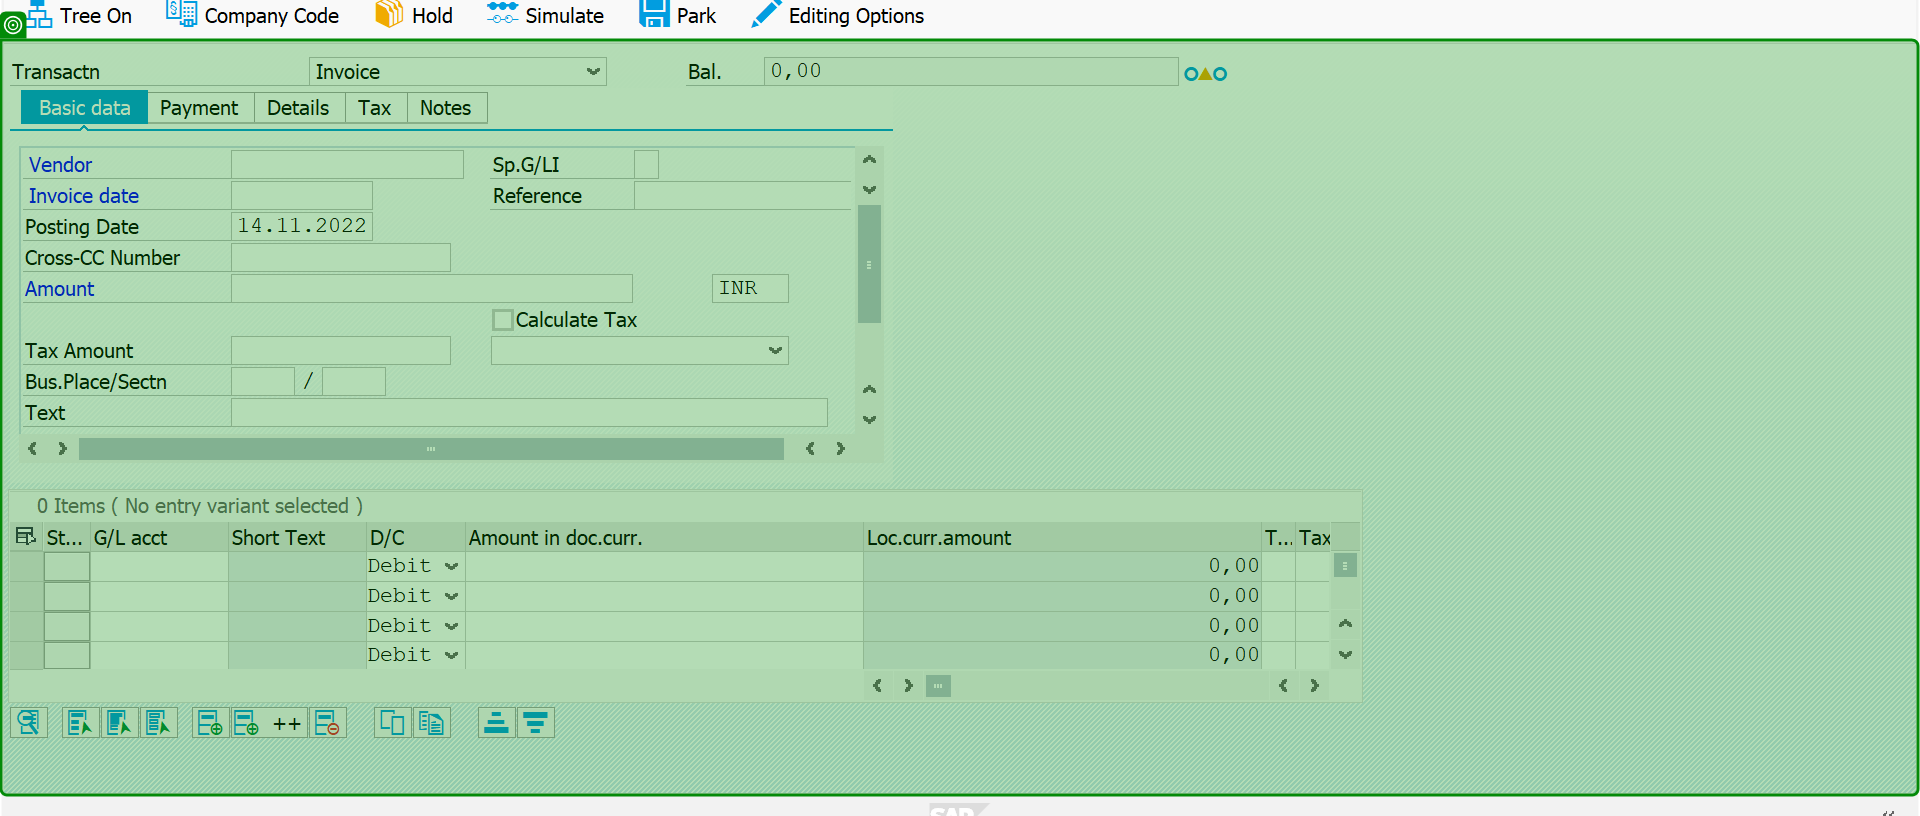 Tree On Company Code Hold Simulate Park Editing Options
Transactn Invoice Bal. 0,00
Basic data Payment Details Tax Notes
Vendor Sp.G/LI
Invoice date Reference
Posting Date 14.11.2022
Cross-CC Number
Amount INR
Calculate Tax
Tax Amount
Bus.Place/Sectn /
Text
0 Items ( No entry variant selected )
St... G/L acct Short Text D/C Amount in doc.curr. Loc.curr.amount T... Tax
Debit 0,00
Debit 0,00
Debit 0,00
Debit 0,00
++
SAP